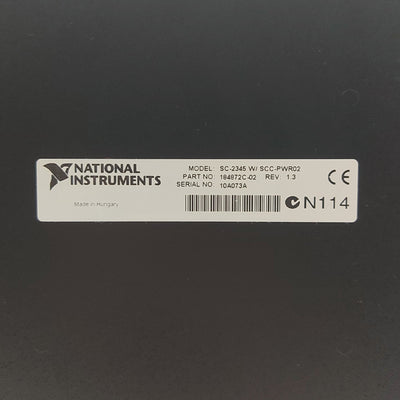 NATIONAL
INSTRUMENTS
Made in Hungary
MODEL: SC-2345 W/ SCC-PWR02
PART NO: 184872C-02 REV: 1.3
SERIAL NO: 10A073A
CE
N114